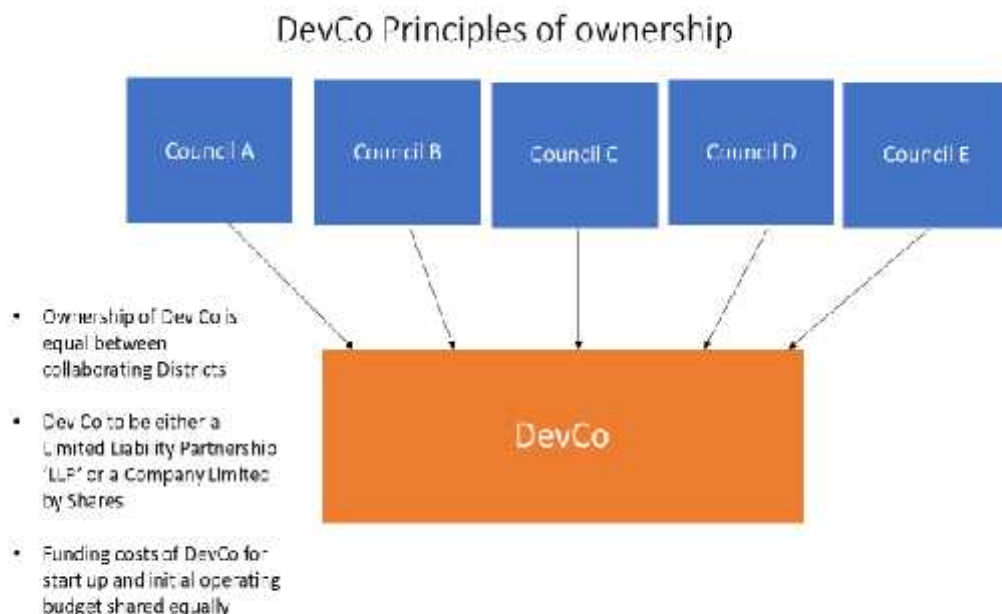 DevCo Principles of ownership
Council A
Council B
Council C
Council D
Council E
• Ownership of Dev Co is
equal between
collaborating Districts
• Dev Co to be either a
Limited Liability Partnership
'LLP' or a Company Limited
by Shares
• Funding costs of DevCo for
start up and initial operating
budget shared equally
DevCo